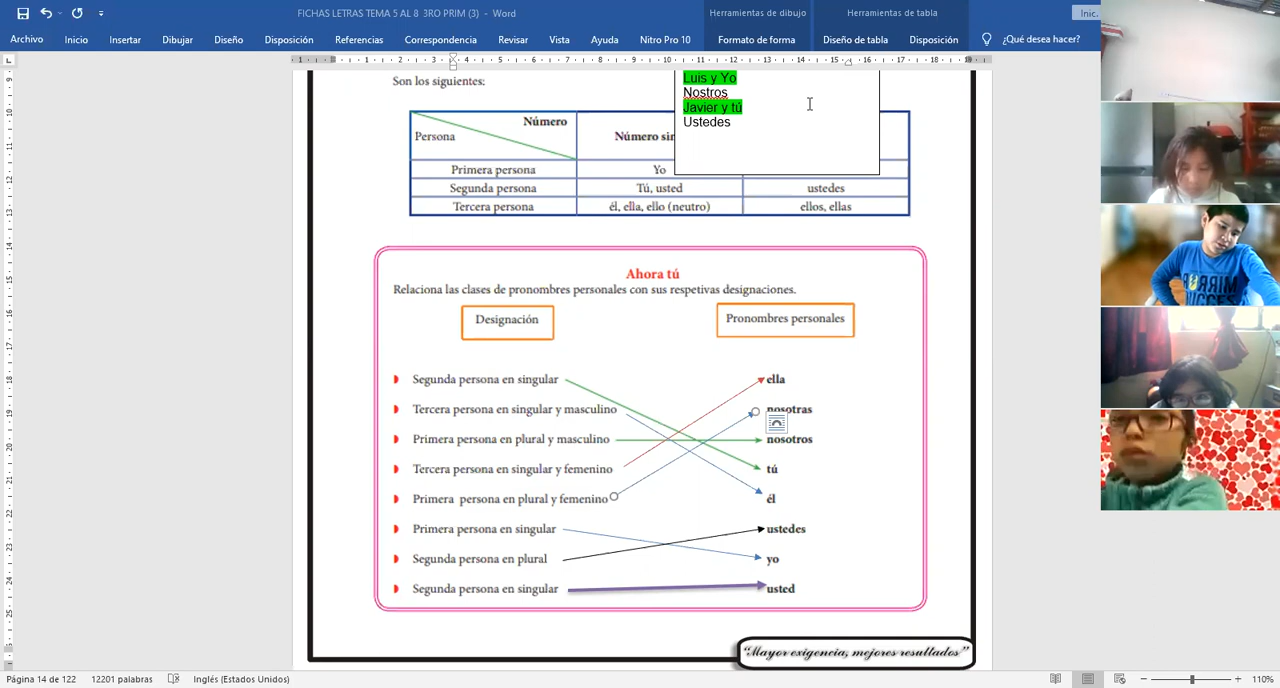 FICHAS LETRAS TEMA 5 AL 8 3RO PRIM (3) - Word
Herramientas de dibujo
Herramientas de tabla
Inic.
Archivo
Inicio
Insertar
Dibujar
Diseño
Disposición
Referencias
Correspondencia
Revisar
Vista
Ayuda
Nitro Pro 10
Formato de forma
Diseño de tabla
Disposición
¿Qué desea hacer?
Son los siguientes:
Luis y Yo
Nostros
Javier y tú
Ustedes
Número
Persona
Número sin
Primera persona
Yo
Segunda persona
Tú, usted
ustedes
Tercera persona
él, ella, ello (neutro)
ellos, ellas
Ahora tú
Relaciona las clases de pronombres personales con sus respetivas designaciones.
Designación
Pronombres personales
Segunda persona en singular
ella
Tercera persona en singular y masculino
nosotras
Primera persona en plural y masculino
nosotros
Tercera persona en singular y femenino
tú
Primera persona en plural y femenino
él
Primera persona en singular
ustedes
Segunda persona en plural
yo
Segunda persona en singular
usted
"Mayor exigencia, mejores resultados"
Página 14 de 122
12201 palabras
Inglés (Estados Unidos)
110%